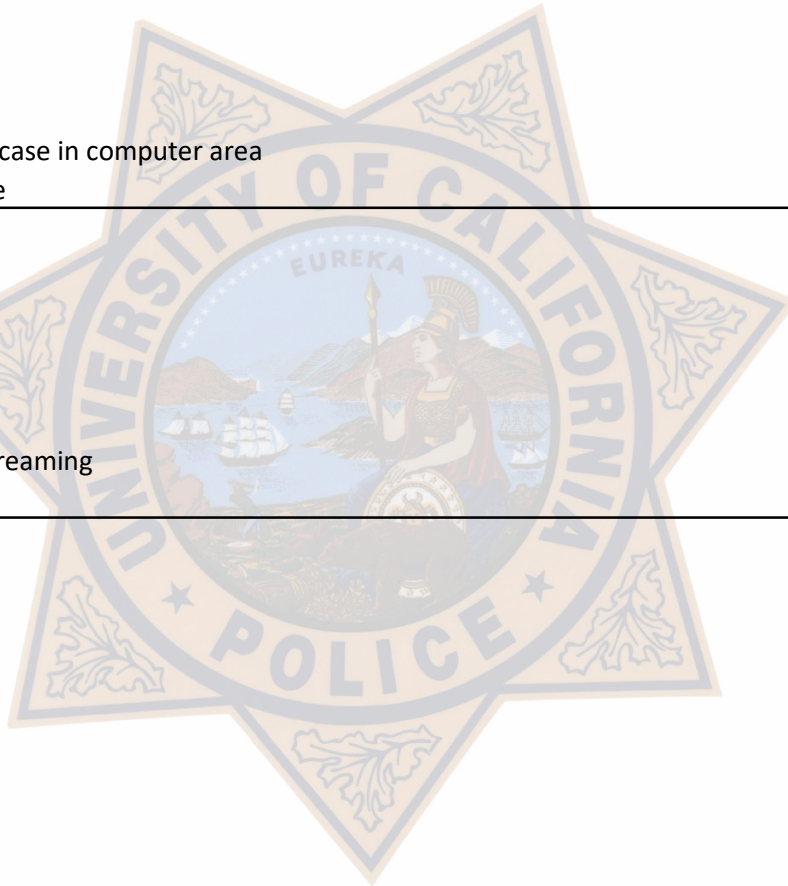 case in computer area
e
reaming
UNIVERSITY OF CALIFORNIA
EUREKA
POLICE